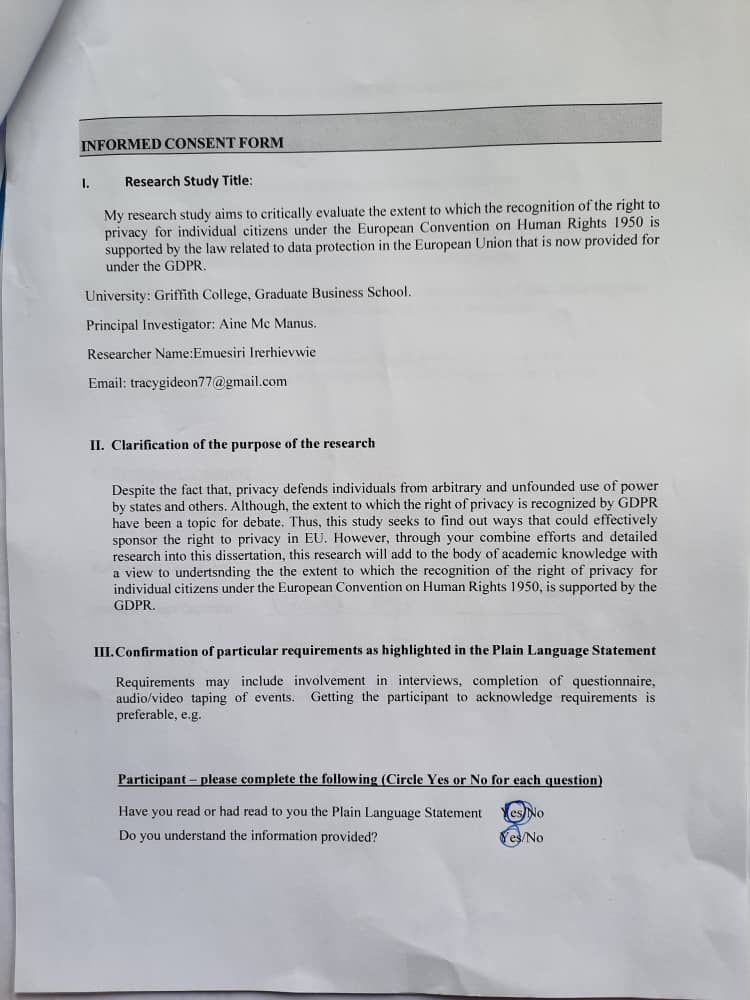 INFORMED CONSENT FORM
I. Research Study Title:
My research study aims to critically evaluate the extent to which the recognition of the right to
privacy for individual citizens under the European Convention on Human Rights 1950 is
supported by the law related to data protection in the European Union that is now provided for
under the GDPR.
University: Griffith College, Graduate Business School.
Principal Investigator: Aine Mc Manus.
Researcher Name:Emuesiri Irerhievwie
Email: tracygideon77@gmail.com
II. Clarification of the purpose of the research
Despite the fact that, privacy defends individuals from arbitrary and unfounded use of power
by states and others. Although, the extent to which the right of privacy is recognized by GDPR
have been a topic for debate. Thus, this study seeks to find out ways that could effectively
sponsor the right to privacy in EU. However, through your combine efforts and detailed
research into this dissertation, this research will add to the body of academic knowledge with
a view to undertsnding the the extent to which the recognition of the right of privacy for
individual citizens under the European Convention on Human Rights 1950, is supported by the
GDPR.
III.Confirmation of particular requirements as highlighted in the Plain Language Statement
Requirements may include involvement in interviews, completion of questionnaire,
audio/video taping of events. Getting the participant to acknowledge requirements is
preferable, e.g.
Participant – please complete the following (Circle Yes or No for each question)
Have you read or had read to you the Plain Language Statement Yes/No
Do you understand the information provided? Yes/No